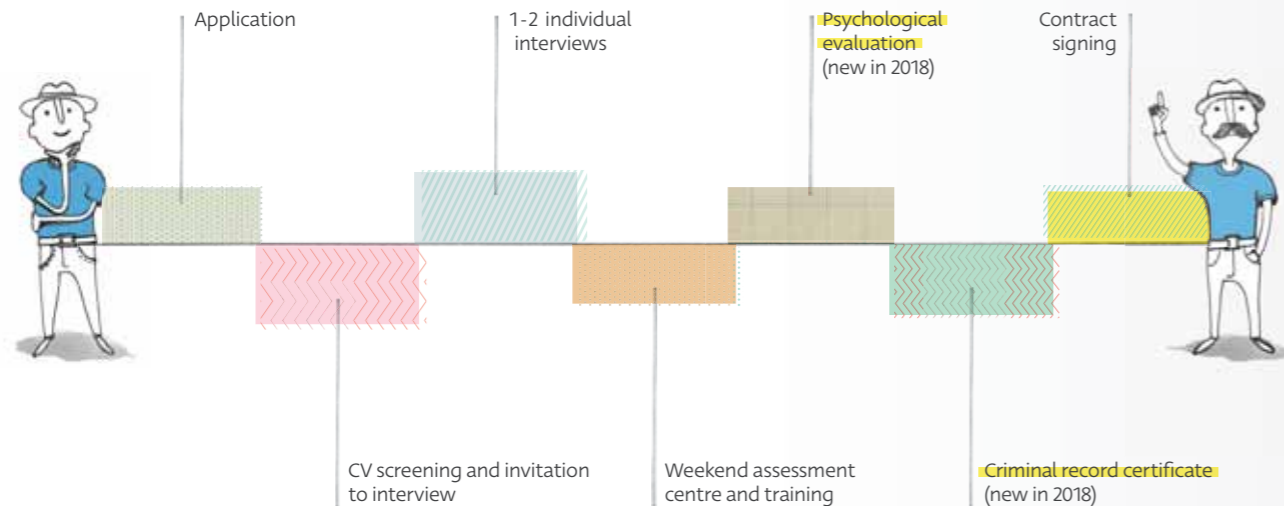 Application
1-2 individual
interviews
Psychological
evaluation
(new in 2018)
Contract
signing
CV screening and invitation
to interview
Weekend assessment
centre and training
Criminal record certificate
(new in 2018)